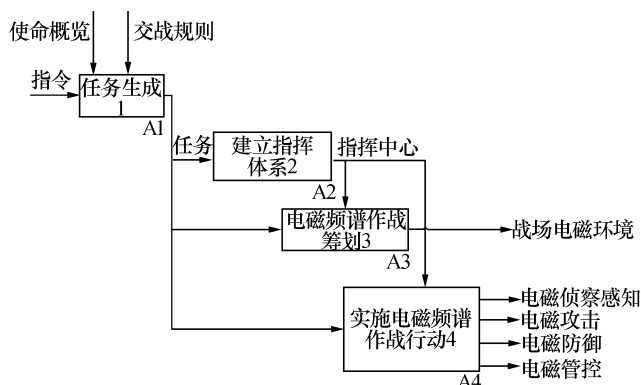 使命概览
交战规则
指令
任务生成
1
A1
任务
建立指挥
体系2
指挥中心
A2
电磁频谱作战
筹划3
战场电磁环境
A3
实施电磁频谱
作战行动4
电磁侦察感知
电磁攻击
电磁防御
电磁管控
A4